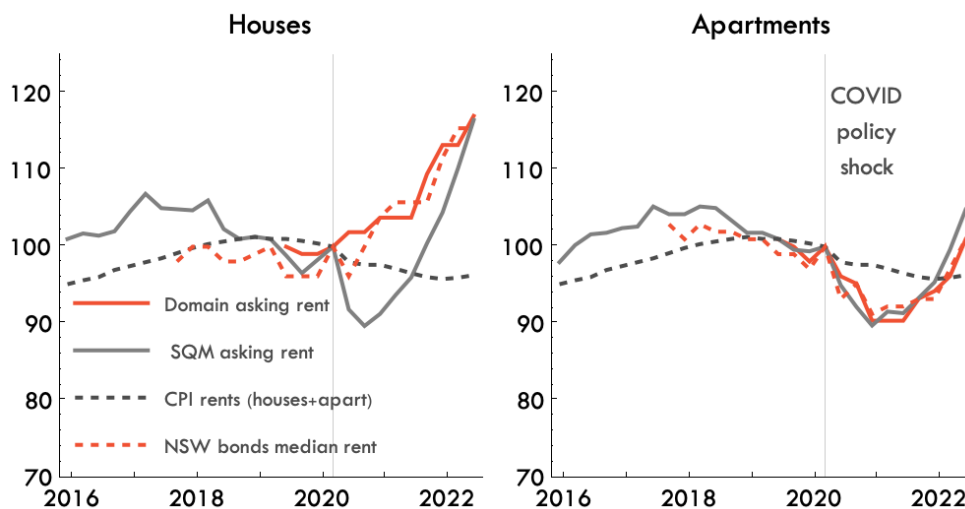 Houses
120
110
100
90
80
70
2016
2018
2020
2022
Domain asking rent
SQM asking rent
CPI rents (houses+apart)
NSW bonds median rent
Apartments
120
110
100
90
80
70
2016
2018
2020
2022
COVID
policy
shock